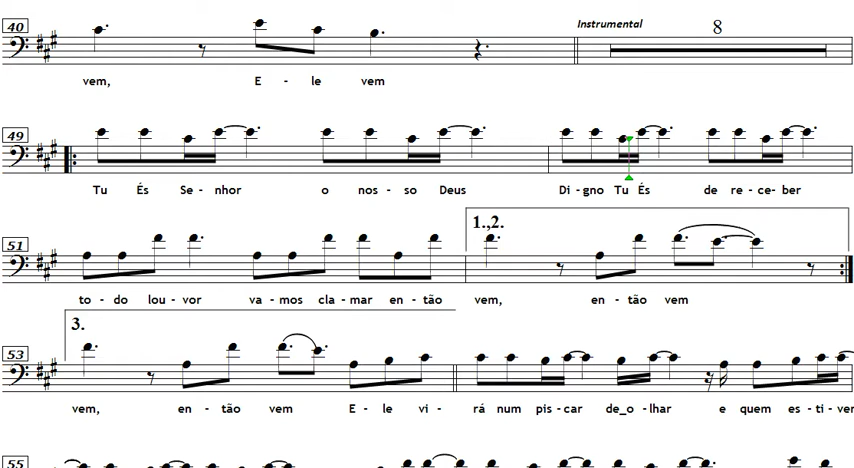 40 Instrumental 8
vem, E - le vem
49
Tu És Se - nhor o nos - so Deus Di - gno Tu És de re - ce - ber
51 1.,2.
to - do lou - vor va - mos cla - mar en - tão vem, en - tão vem
3.
53
vem, en - tão vem E - le vi - rá num pis - car de_o - lhar e quem es - ti - ver
55